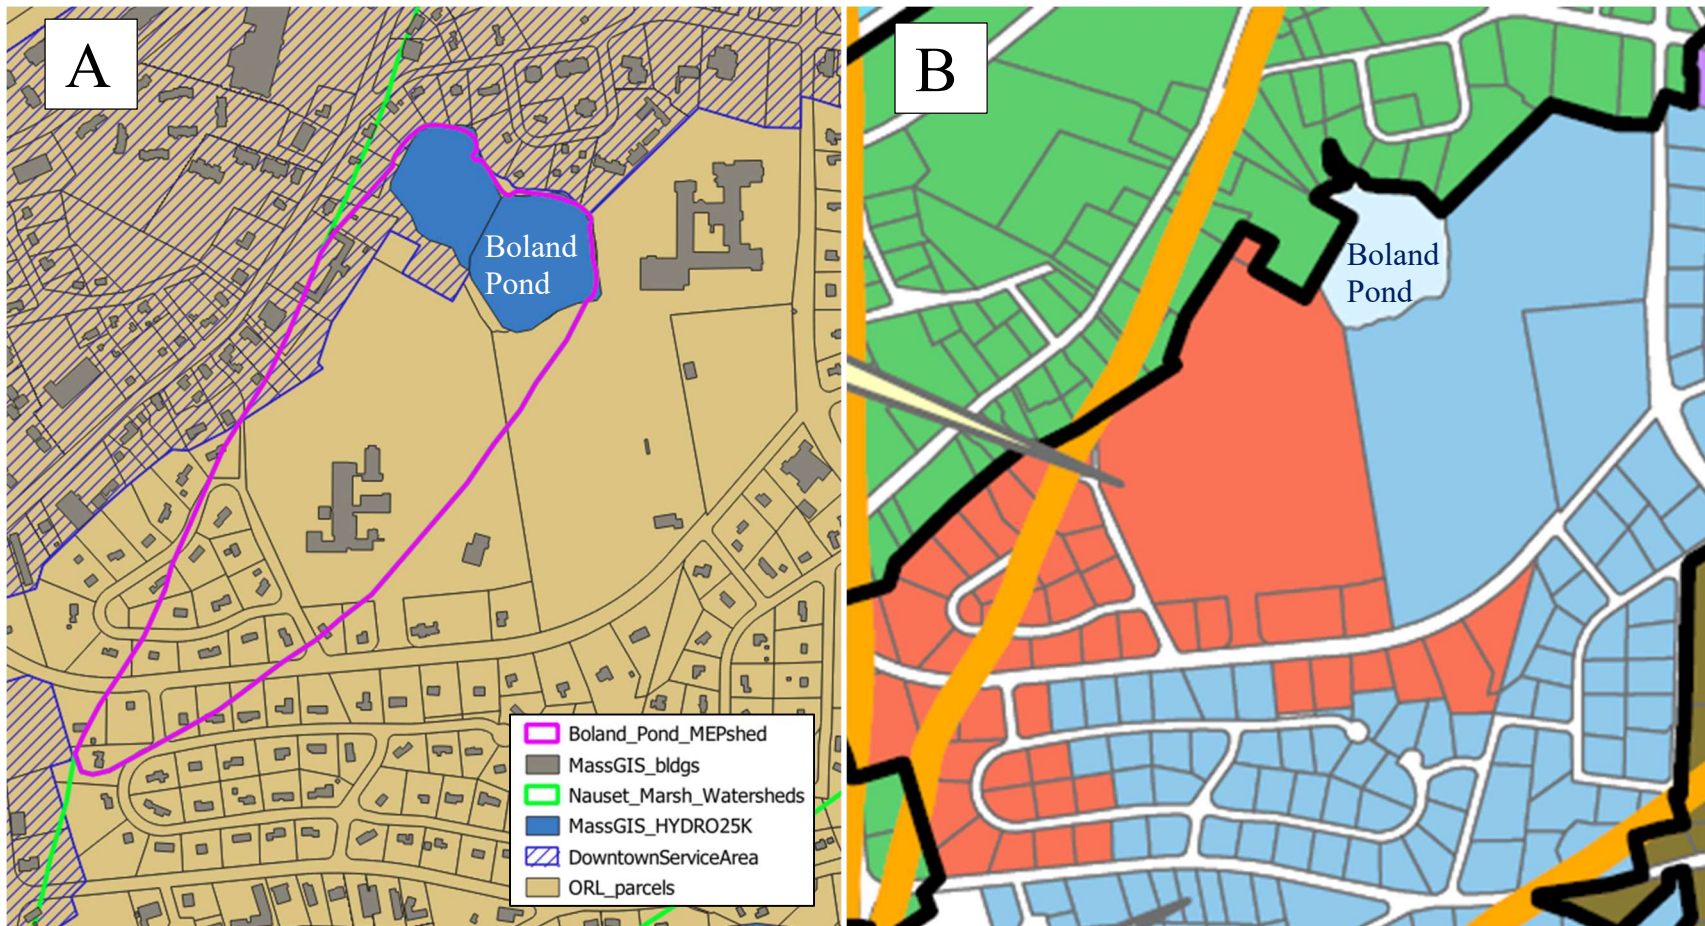 A
B
Boland
Pond
Boland
Pond
Boland_Pond_MEPshed
MassGIS_bldgs
Nauset_Marsh_Watersheds
MassGIS_HYDRO25K
DowntownServiceArea
ORL_parcels